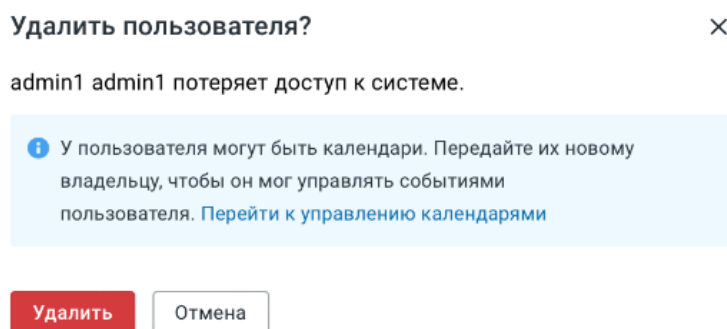 Удалить пользователя?
admin1 admin1 потеряет доступ к системе.
У пользователя могут быть календари. Передайте их новому
владельцу, чтобы он мог управлять событиями
пользователя. Перейти к управлению календарями
Удалить Отмена